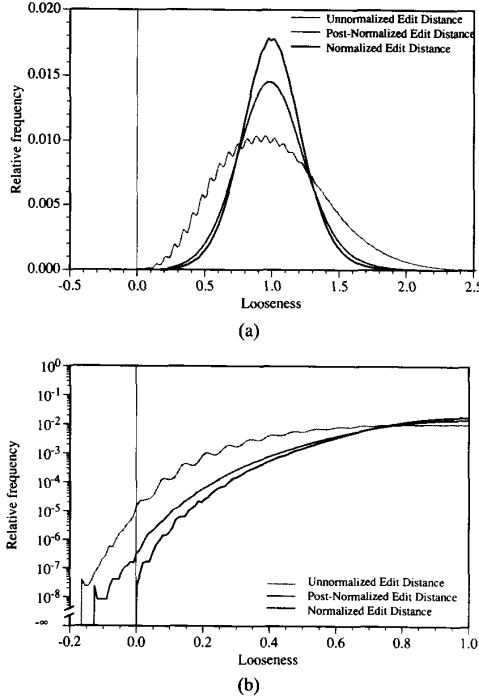 0.020
Unnormalized Edit Distance
Post-Normalized Edit Distance
Normalized Edit Distance
0.015
0.010
0.005
0.000
Relative frequency
-0.5 0.0 0.5 1.0 1.5 2.0 2.5
Looseness
(a)
10^0
10^-1
10^-2
10^-3
10^-4
10^-5
10^-6
10^-7
10^-8
-∞
Relative frequency
Unnormalized Edit Distance
Post-Normalized Edit Distance
Normalized Edit Distance
-0.2 0.0 0.2 0.4 0.6 0.8 1.0
Looseness
(b)